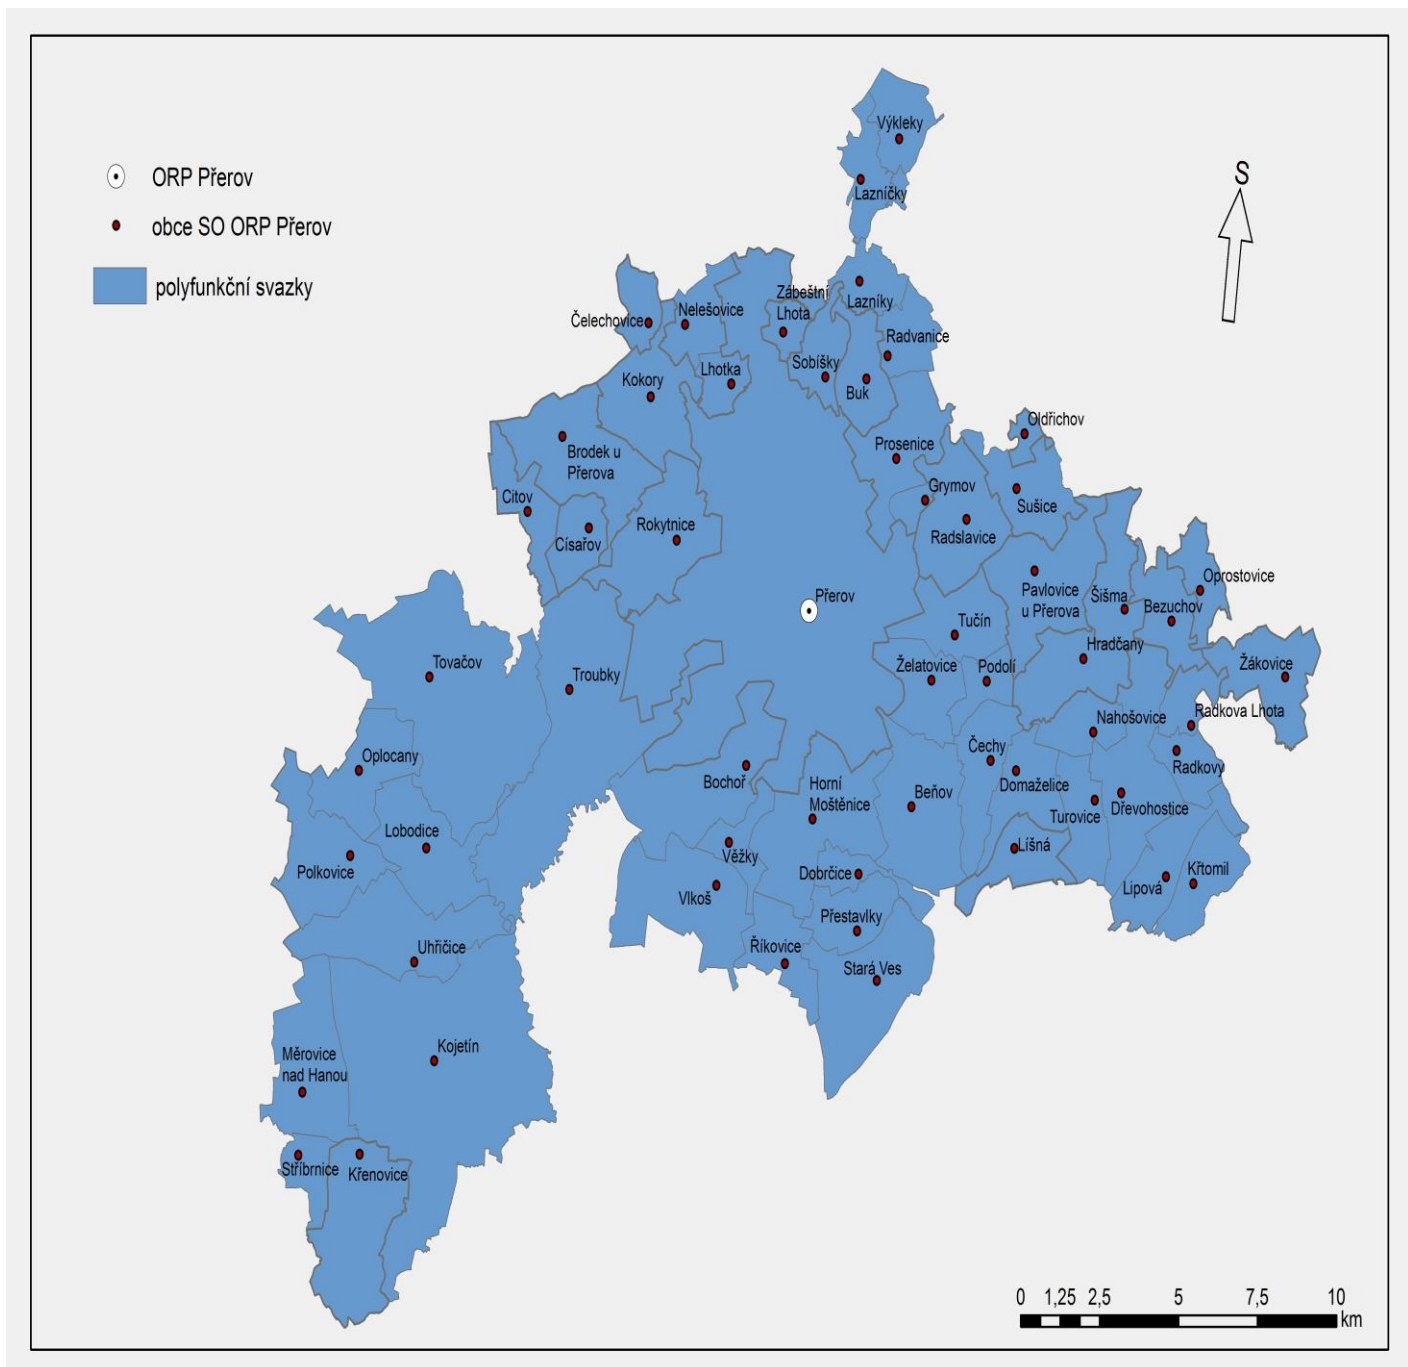 Výkleky
S
ORP Přerov
Lazníčky
obce SO ORP Přerov
polyfunkční svazky
Zábeštní
Lhota
Lazníky
Čelechovice
Nelešovice
Radvanice
Lhotka
Sobíšky
Kokory
Buk
Oldřichov
Brodek u
Přerova
Prosenice
Grymov
Citov
Sušice
Císařov
Rokytnice
Radslavice
Oprostovice
Pavlovice
u Přerova
Šišma
Bezuchov
Přerov
Tučín
Hradčany
Tovačov
Troubky
Želatovice
Podolí
Žákovice
Radkova Lhota
Nahošovice
Oplocany
Čechy
Radkovy
Bochoř
Horní
Moštěnice
Domaželice
Beňov
Dřevohostice
Turovice
Lobodice
Líšná
Věžky
Polkovice
Dobrčice
Křtomil
Vlkoš
Lipová
Přestavlky
Uhřičice
Říkovice
Stará Ves
Kojetín
Měrovice
nad Hanou
Stříbrnice
Křenovice
0 1,25 2,5 5 7,5 10
km